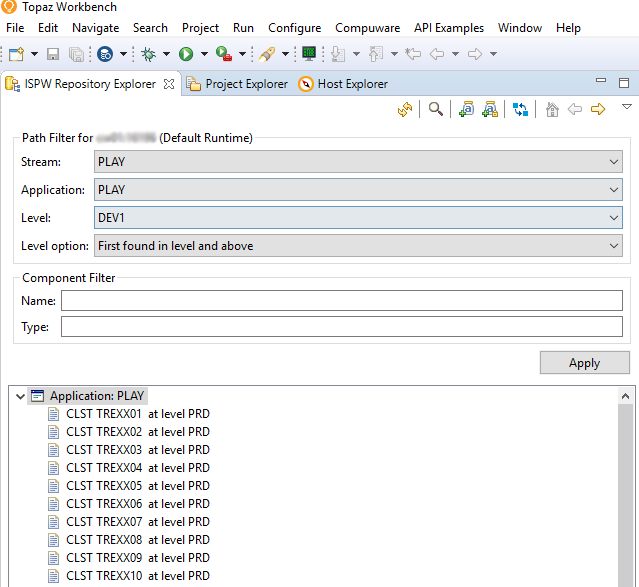 Topaz Workbench
File Edit Navigate Search Project Run Configure Compuware API Examples Window Help
ISPW Repository Explorer Project Explorer Host Explorer
Path Filter for (Default Runtime)
Stream: PLAY
Application: PLAY
Level: DEV1
Level option: First found in level and above
Component Filter
Name:
Type:
Apply
Application: PLAY
CLST TREXX01 at level PRD
CLST TREXX02 at level PRD
CLST TREXX03 at level PRD
CLST TREXX04 at level PRD
CLST TREXX05 at level PRD
CLST TREXX06 at level PRD
CLST TREXX07 at level PRD
CLST TREXX08 at level PRD
CLST TREXX09 at level PRD
CLST TREXX10 at level PRD